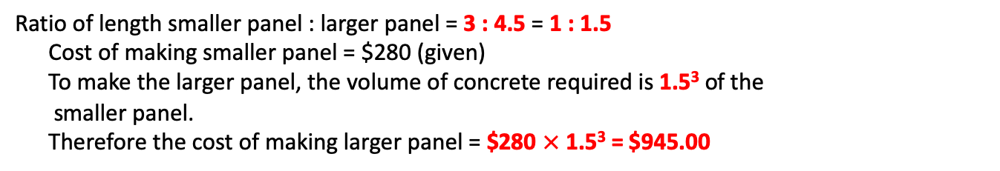 Ratio of length smaller panel : larger panel = 3 : 4.5 = 1 : 1.5
Cost of making smaller panel = $280 (given)
To make the larger panel, the volume of concrete required is 1.5³ of the
smaller panel.
Therefore the cost of making larger panel = $280 × 1.5³ = $945.00